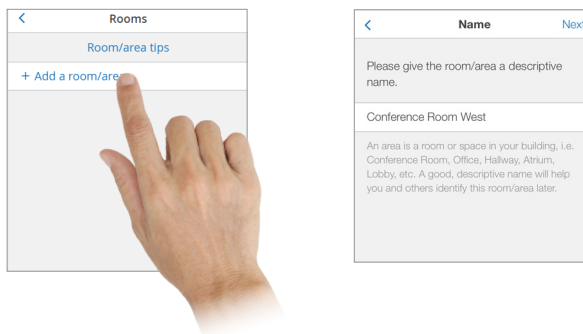 Rooms
Room/area tips
+ Add a room/area
Name
Please give the room/area a descriptive
name.
Conference Room West
An area is a room or space in your building, i.e.
Conference Room, Office, Hallway, Atrium,
Lobby, etc. A good, descriptive name will help
you and others identify this room/area later.